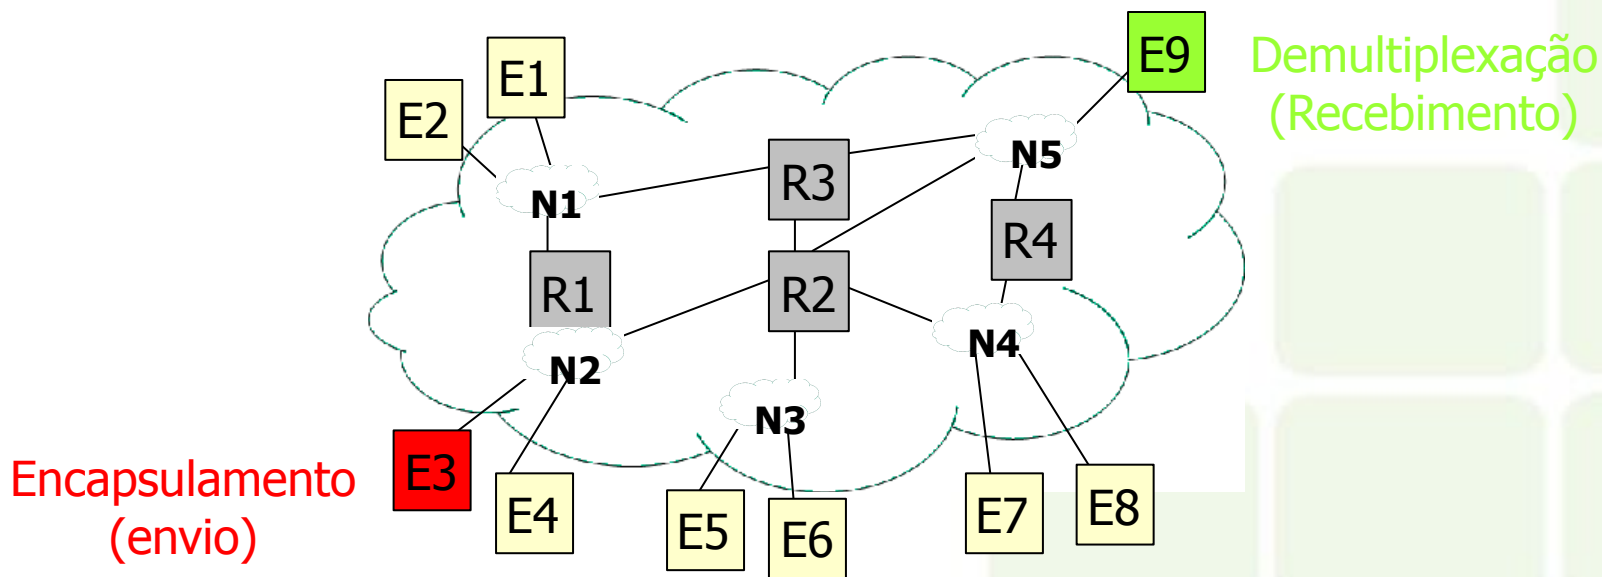 E9
Demultiplexação
(Recebimento)
E1
E2
N5
R3
N1
R4
R1
R2
N4
N2
N3
E3
Encapsulamento
(envio)
E4
E5
E6
E7
E8